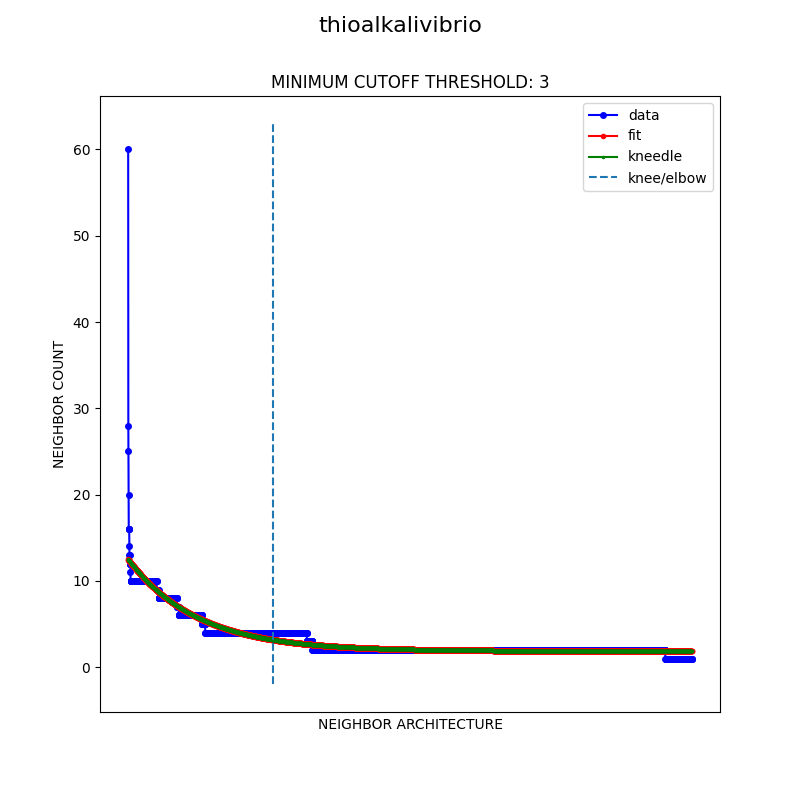 thioalkalivibrio
MINIMUM CUTOFF THRESHOLD: 3
data
fit
kneedle
knee/elbow
60
50
40
30
20
10
0
NEIGHBOR COUNT
NEIGHBOR ARCHITECTURE